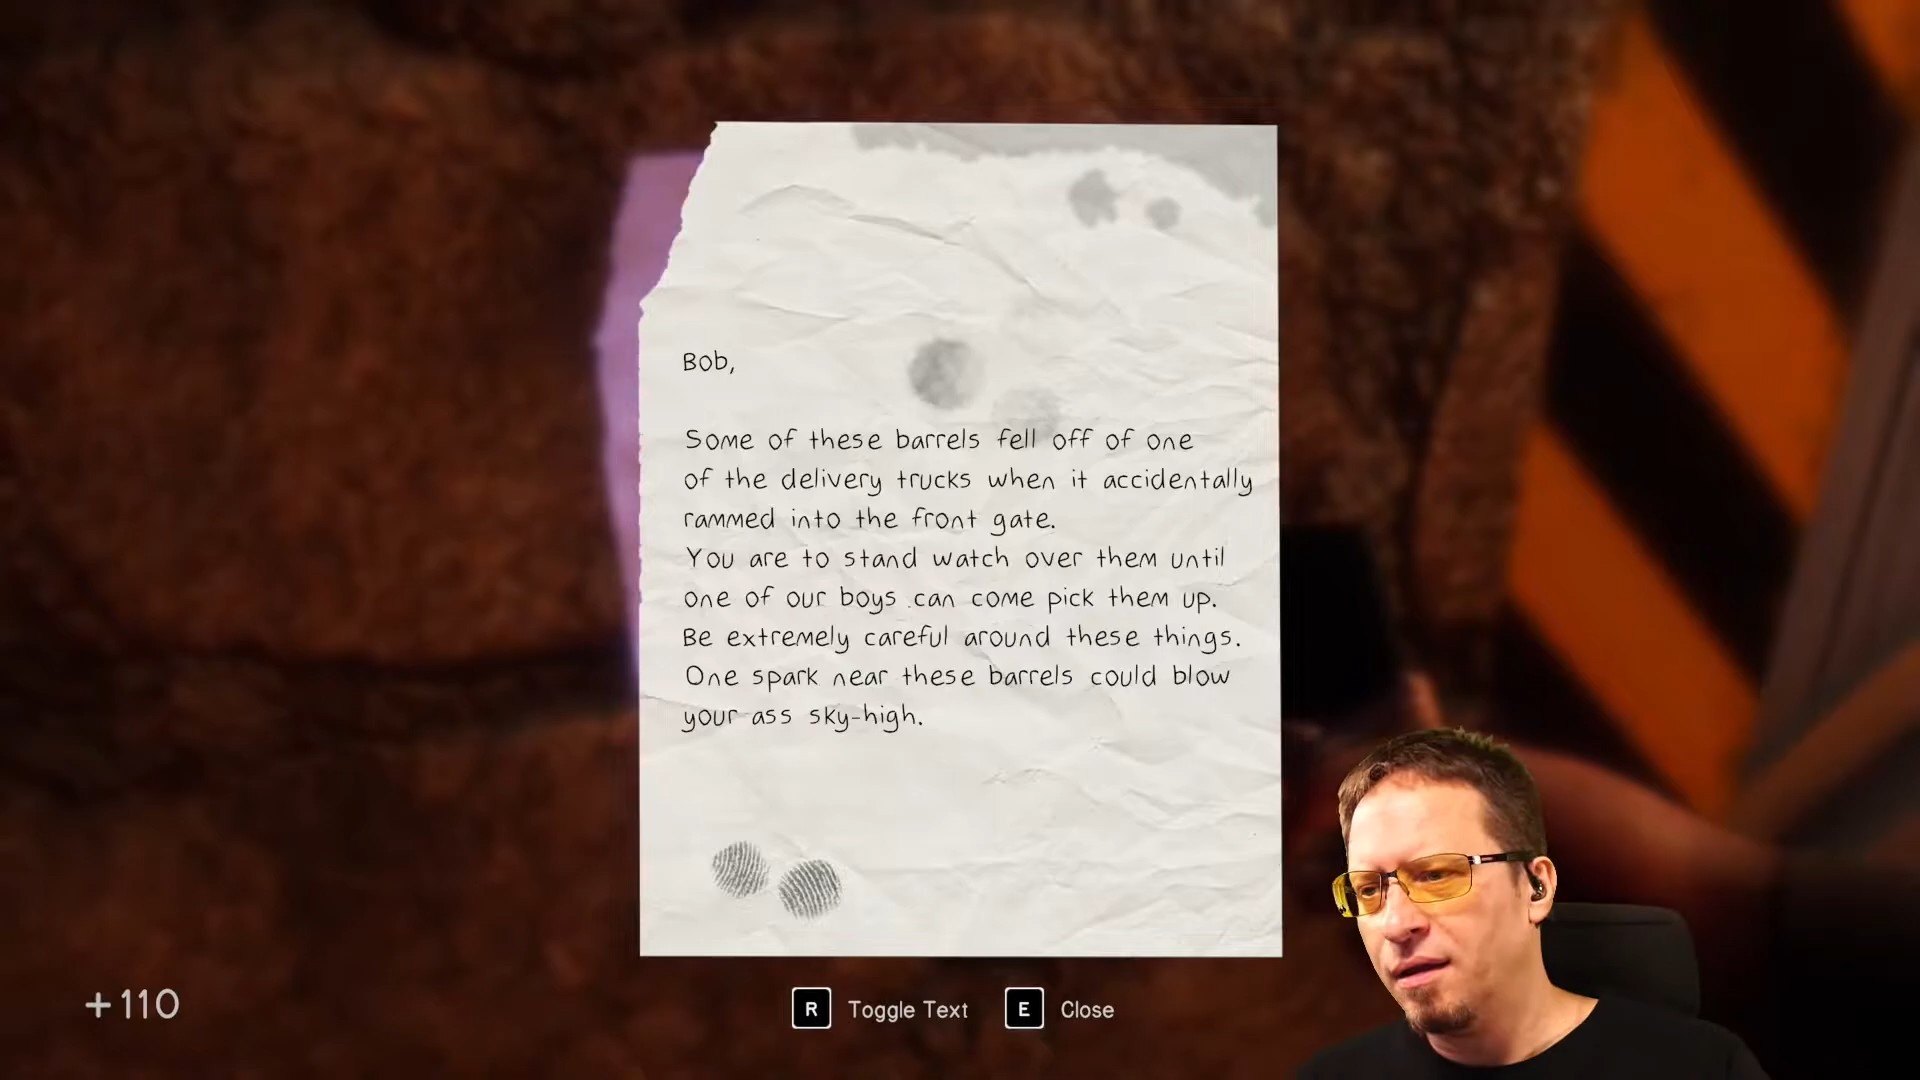 Bob,
Some of these barrels fell off of one
of the delivery trucks when it accidentally
rammed into the front gate.
You are to stand watch over them until
one of our boys can come pick them up.
Be extremely careful around these things.
One spark near these barrels could blow
your ass sky-high.
+110
R Toggle Text E Close